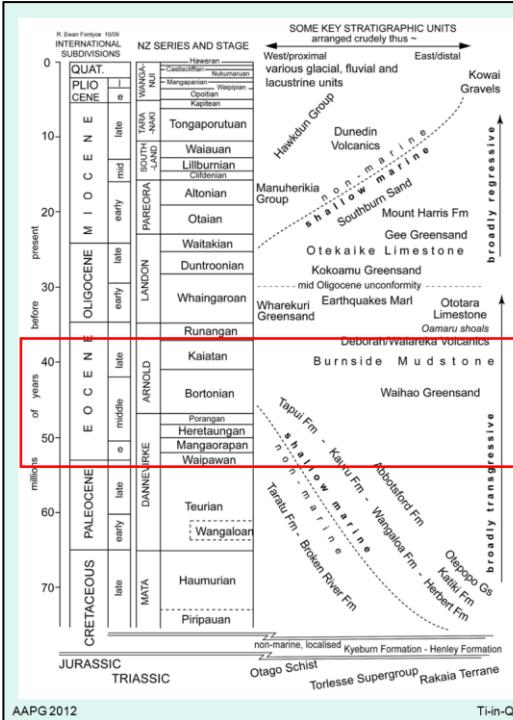 R. Ewan Fordyce 10/09
INTERNATIONAL
SUBDIVISIONS
NZ SERIES AND STAGE
SOME KEY STRATIGRAPHIC UNITS
arranged crudely thus ~
West/proximal
East/distal
various glacial, fluvial and
lacustrine units
0
10
20
30
40
50
60
70
millions of years before present
QUAT.
PLIO
CENE
l
e
MIOCENE
late
mid
early
OLIGOCENE
late
early
EOCENE
late
middle
e
PALEOCENE
late
early
CRETACEOUS
late
JURASSIC
TRIASSIC
WANGA-
NUI
TARA
-NAKI
SOUTH
-LAND
PAREORA
LANDON
ARNOLD
DANNEVIRKE
MATA
Haweran
Castlecliffian
Nukumaruan
Mangapanian
Waipipian
Opoitian
Kapitean
Tongaporutuan
Waiauan
Lillburnian
Clifdenian
Altonian
Otaian
Waitakian
Duntroonian
Whaingaroan
Runangan
Kaiatan
Bortonian
Porangan
Heretaungan
Mangaorapan
Waipawan
Teurian
Wangaloan
Haumurian
Piripauan
Kowai
Gravels
Hawkdun Group
Dunedin
Volcanics
non-marine
shallow marine
Manuherikia
Group
Southburn Sand
Mount Harris Fm
Gee Greensand
Otekaike Limestone
Kokoamu Greensand
mid Oligocene unconformity
Wharekuri
Greensand
Earthquakes Marl
Ototara
Limestone
Oamaru shoals
Deborah/Waiareka Volcanics
Burnside Mudstone
Waihao Greensand
Tapui Fm - Kauru Fm - Wangaloa Fm - Herbert Fm
Abbotsford Fm
shallow marine
non-marine
Taratu Fm - Broken River Fm
Otepopo Gs
Katiki Fm
broadly regressive
broadly transgressive
non-marine, localised
Kyeburn Formation - Henley Formation
Otago Schist
Torlesse Supergroup
Rakaia Terrane
AAPG 2012
Ti-in-Q